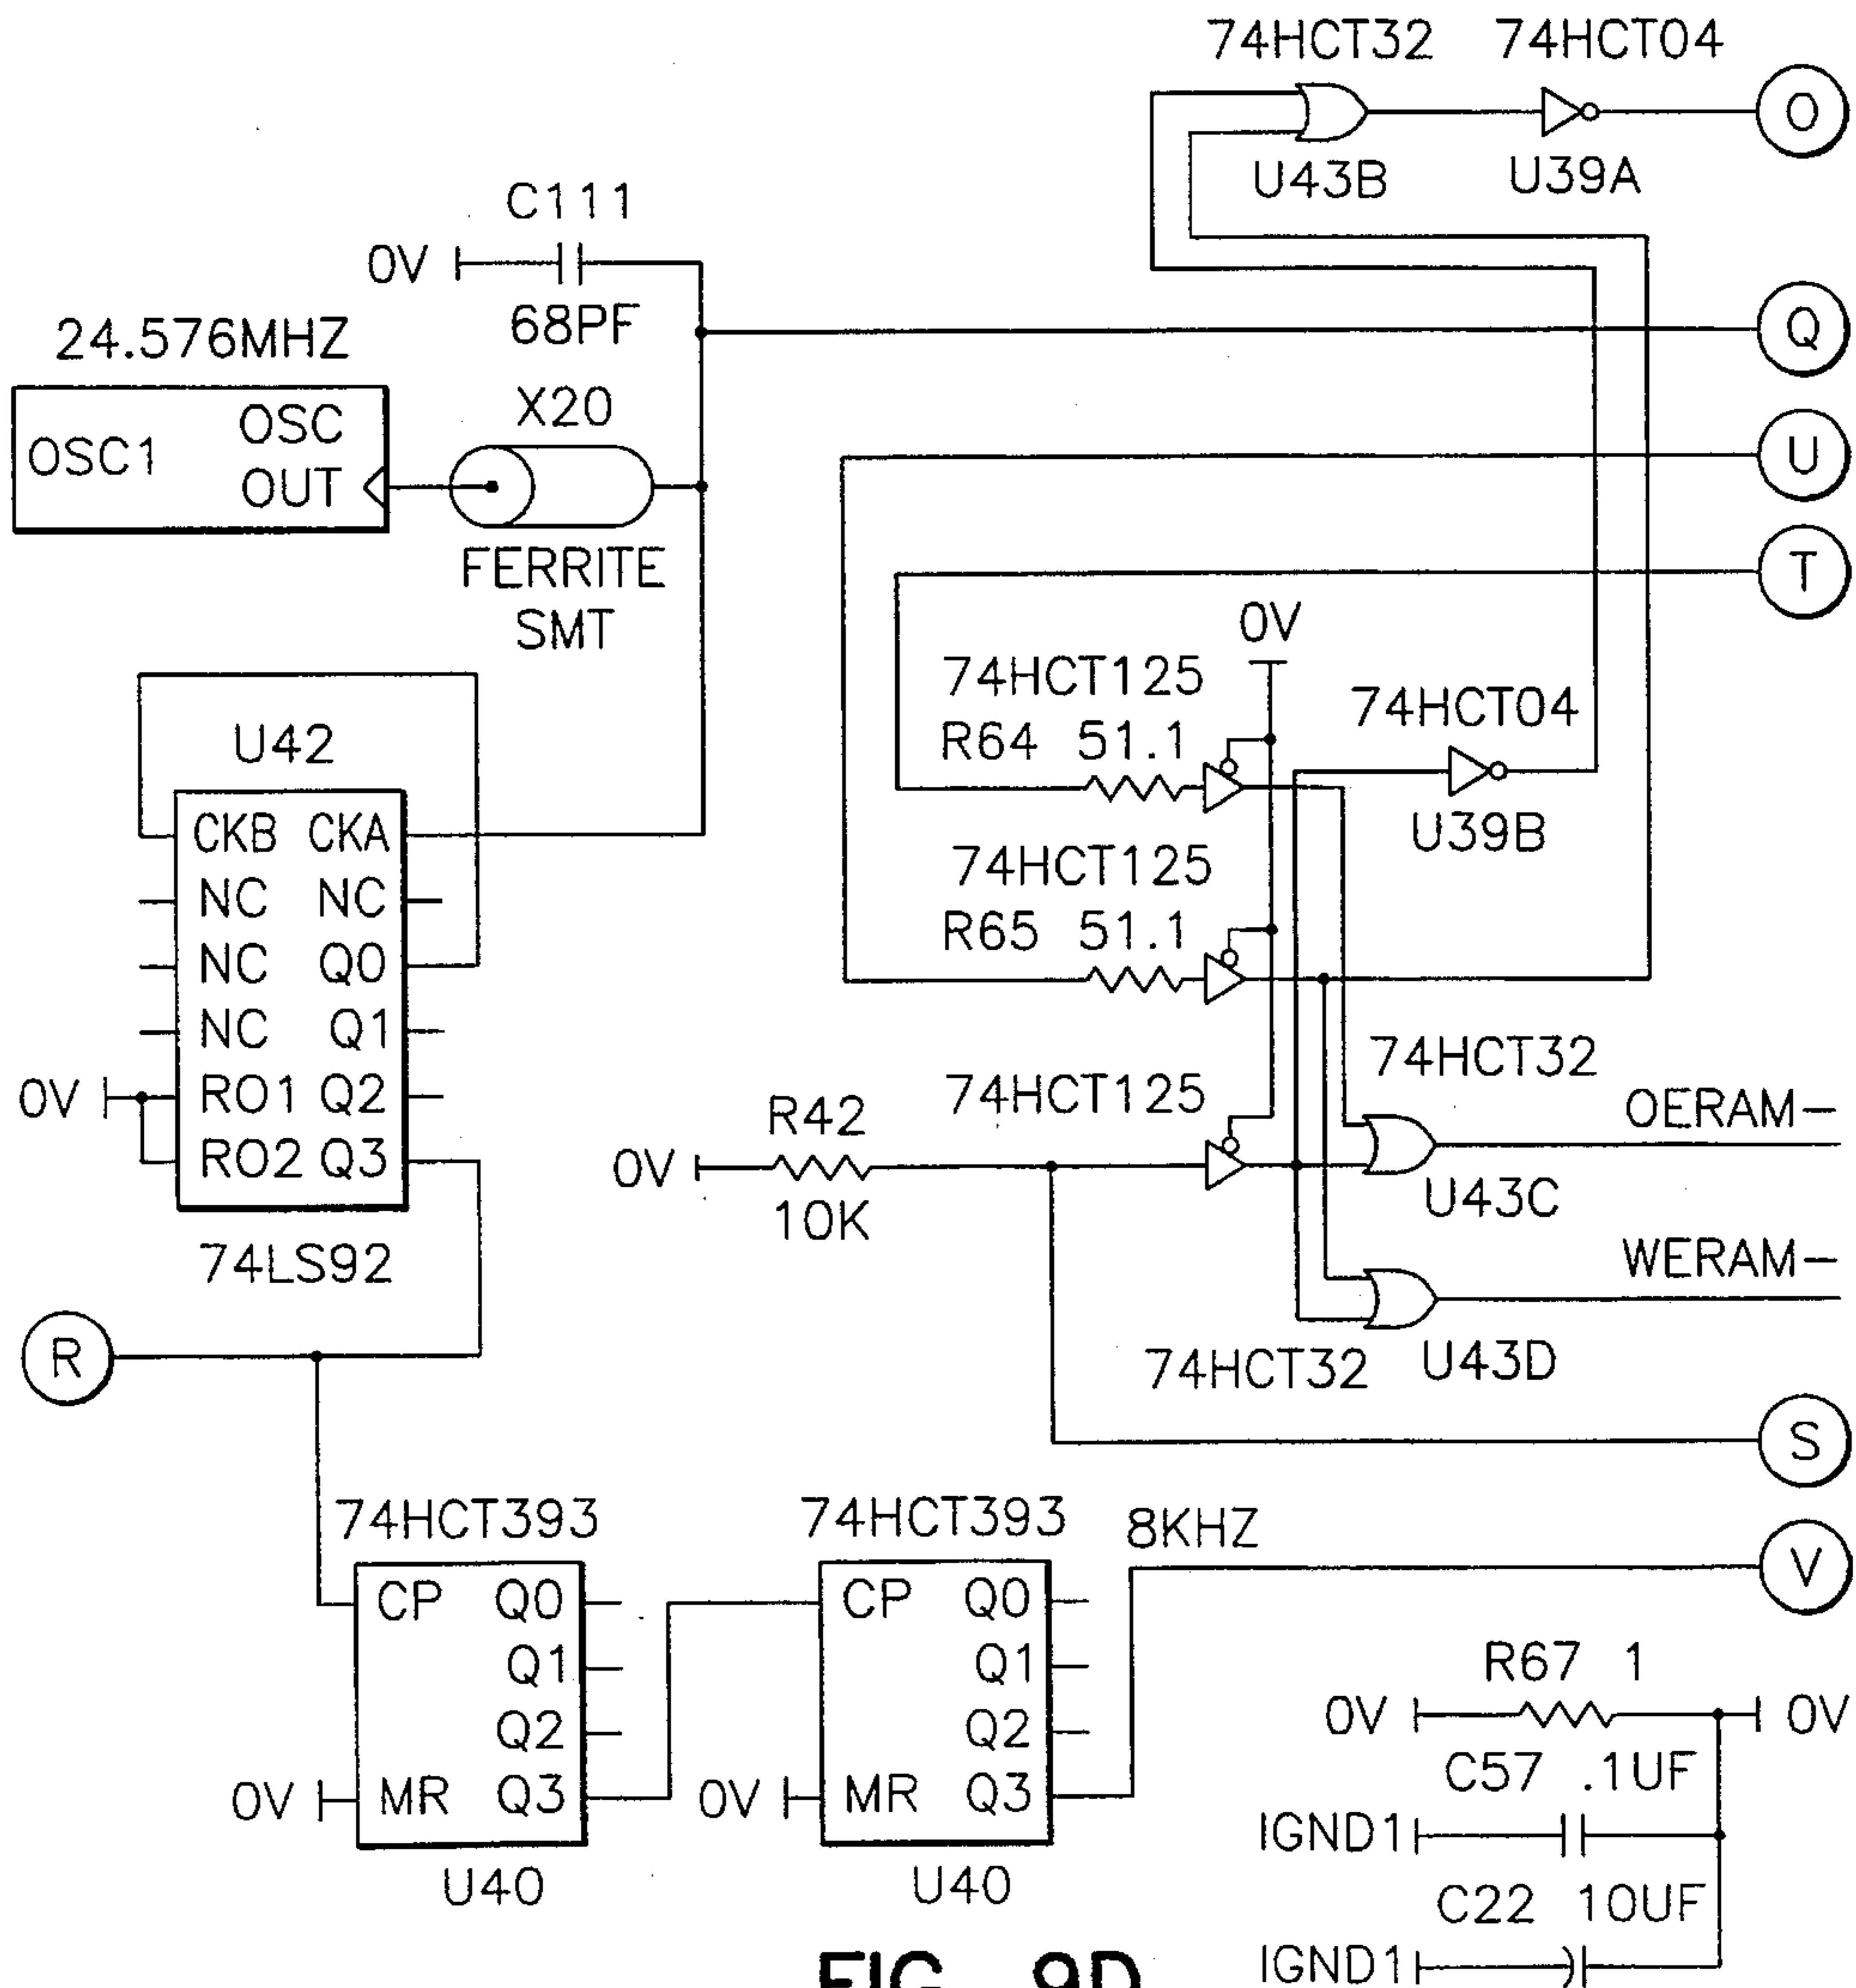 74HCT32 74HCT04
O
U43B U39A
C111
0V
68PF
Q
24.576MHZ
OSC1 OSC
OUT
X20
FERRITE
SMT
U
T
0V
74HCT125
R64 51.1
74HCT04
U39B
74HCT125
R65 51.1
U42
CKB CKA
NC NC
NC Q0
NC Q1
0V RO1 Q2
RO2 Q3
74LS92
74HCT125
R42
0V
10K
74HCT32
OERAM-
U43C
WERAM-
74HCT32 U43D
R
S
74HCT393 74HCT393 8KHZ
V
CP Q0 CP Q0
Q1 Q1
Q2 Q2
0V MR Q3 0V MR Q3
U40 U40
R67 1
0V 0V
C57 .1UF
IGND1
C22 10UF
IGND1
FIG. 9D